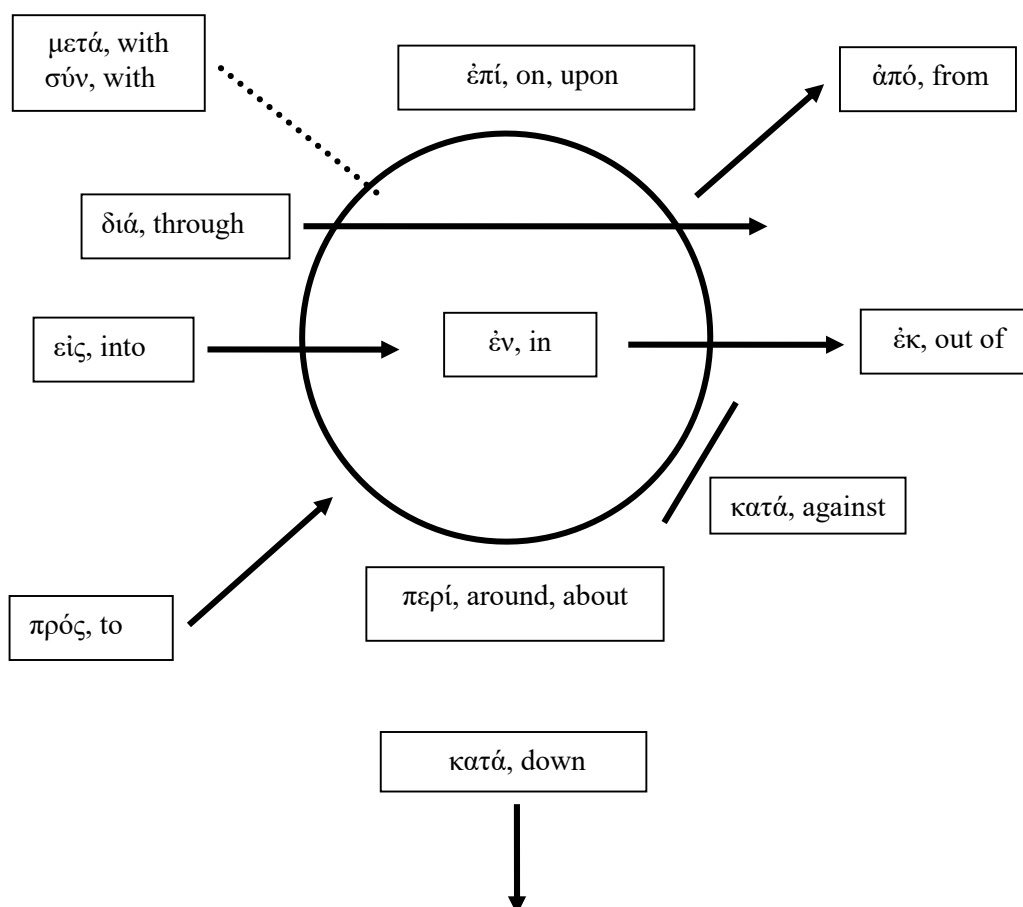 μετά, with
σύν, with
ἐπί, on, upon
ἀπό, from
διά, through
εἰς, into
ἐν, in
ἐκ, out of
κατά, against
περί, around, about
πρός, to
κατά, down